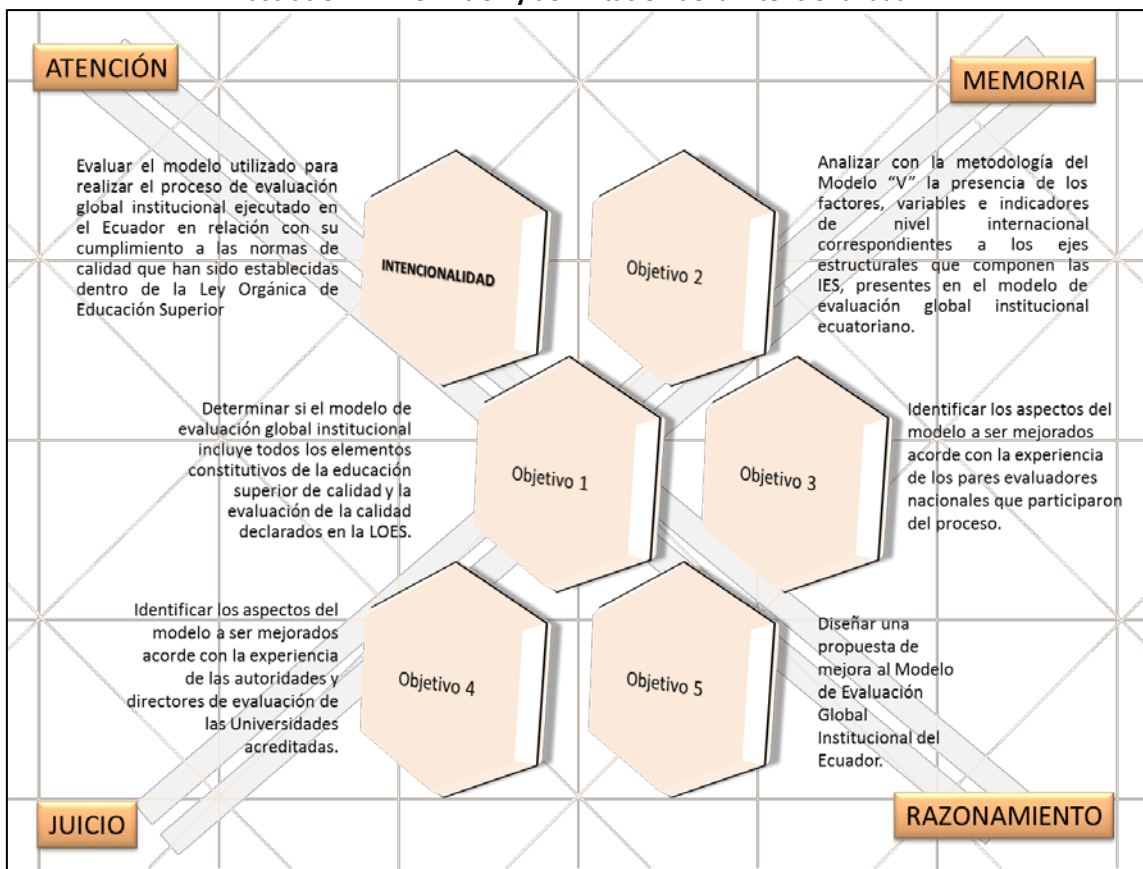 ATENCIÓN
MEMORIA
Evaluar el modelo utilizado para
realizar el proceso de evaluación
global institucional ejecutado en
el Ecuador en relación con su
cumplimiento a las normas de
calidad que han sido establecidas
dentro de la Ley Orgánica de
Educación Superior
INTENCIONALIDAD
Objetivo 2
Analizar con la metodología del
Modelo “V” la presencia de los
factores, variables e indicadores
de nivel internacional
correspondientes a los ejes
estructurales que componen las
IES, presentes en el modelo de
evaluación global institucional
ecuatoriano.
Determinar si el modelo de
evaluación global institucional
incluye todos los elementos
constitutivos de la educación
superior de calidad y la
evaluación de la calidad
declarados en la LOES.
Objetivo 1
Objetivo 3
Identificar los aspectos del
modelo a ser mejorados
acorde con la experiencia
de los pares evaluadores
nacionales que participaron
del proceso.
Identificar los aspectos del
modelo a ser mejorados
acorde con la experiencia
de las autoridades y
directores de evaluación de
las Universidades
acreditadas.
Objetivo 4
Objetivo 5
Diseñar una
propuesta de
mejora al Modelo
de Evaluación
Global
Institucional del
Ecuador.
JUICIO
RAZONAMIENTO